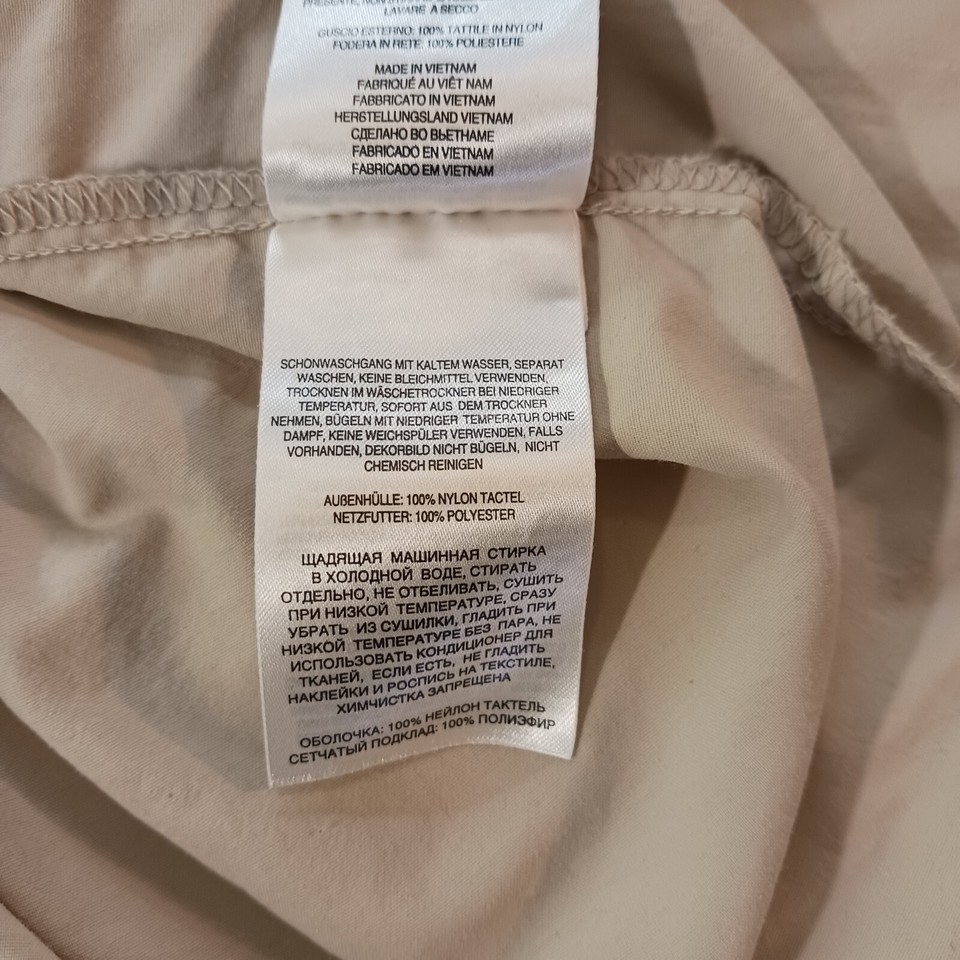 LAVARE A SECCO
GUSCIO ESTERNO: 100% TATTILE IN NYLON
FODERA IN RETE: 100% POLIESTERE
MADE IN VIETNAM
FABRIQUÉ AU VIÊT NAM
FABBRICATO IN VIETNAM
HERSTELLUNGSLAND VIETNAM
СДЕЛАНО ВО ВЬЕТНАМЕ
FABRICADO EN VIETNAM
FABRICADO EM VIETNAM
SCHONWASCHGANG MIT KALTEM WASSER, SEPARAT
WASCHEN, KEINE BLEICHMITTEL VERWENDEN,
TROCKNEN IM WÄSCHETROCKNER BEI NIEDRIGER
TEMPERATUR, SOFORT AUS DEM TROCKNER
NEHMEN, BÜGELN MIT NIEDRIGER TEMPERATUR OHNE
DAMPF, KEINE WEICHSPÜLER VERWENDEN, FALLS
VORHANDEN, DEKORBILD NICHT BÜGELN, NICHT
CHEMISCH REINIGEN
AUßENHÜLLE: 100% NYLON TACTEL
NETZFUTTER: 100% POLYESTER
ЩАДЯЩАЯ МАШИННАЯ СТИРКА
В ХОЛОДНОЙ ВОДЕ, СТИРАТЬ
ОТДЕЛЬНО, НЕ ОТБЕЛИВАТЬ, СУШИТЬ
ПРИ НИЗКОЙ ТЕМПЕРАТУРЕ, СРАЗУ
УБРАТЬ ИЗ СУШИЛКИ, ГЛАДИТЬ ПРИ
НИЗКОЙ ТЕМПЕРАТУРЕ БЕЗ ПАРА, НЕ
ИСПОЛЬЗОВАТЬ КОНДИЦИОНЕР ДЛЯ
ТКАНЕЙ, ЕСЛИ ЕСТЬ, НЕ ГЛАДИТЬ
НАКЛЕЙКИ И РОСПИСЬ НА ТЕКСТИЛЕ,
ХИМЧИСТКА ЗАПРЕЩЕНА
ОБОЛОЧКА: 100% НЕЙЛОН ТАКТЕЛЬ
СЕТЧАТЫЙ ПОДКЛАД: 100% ПОЛИЭФИР